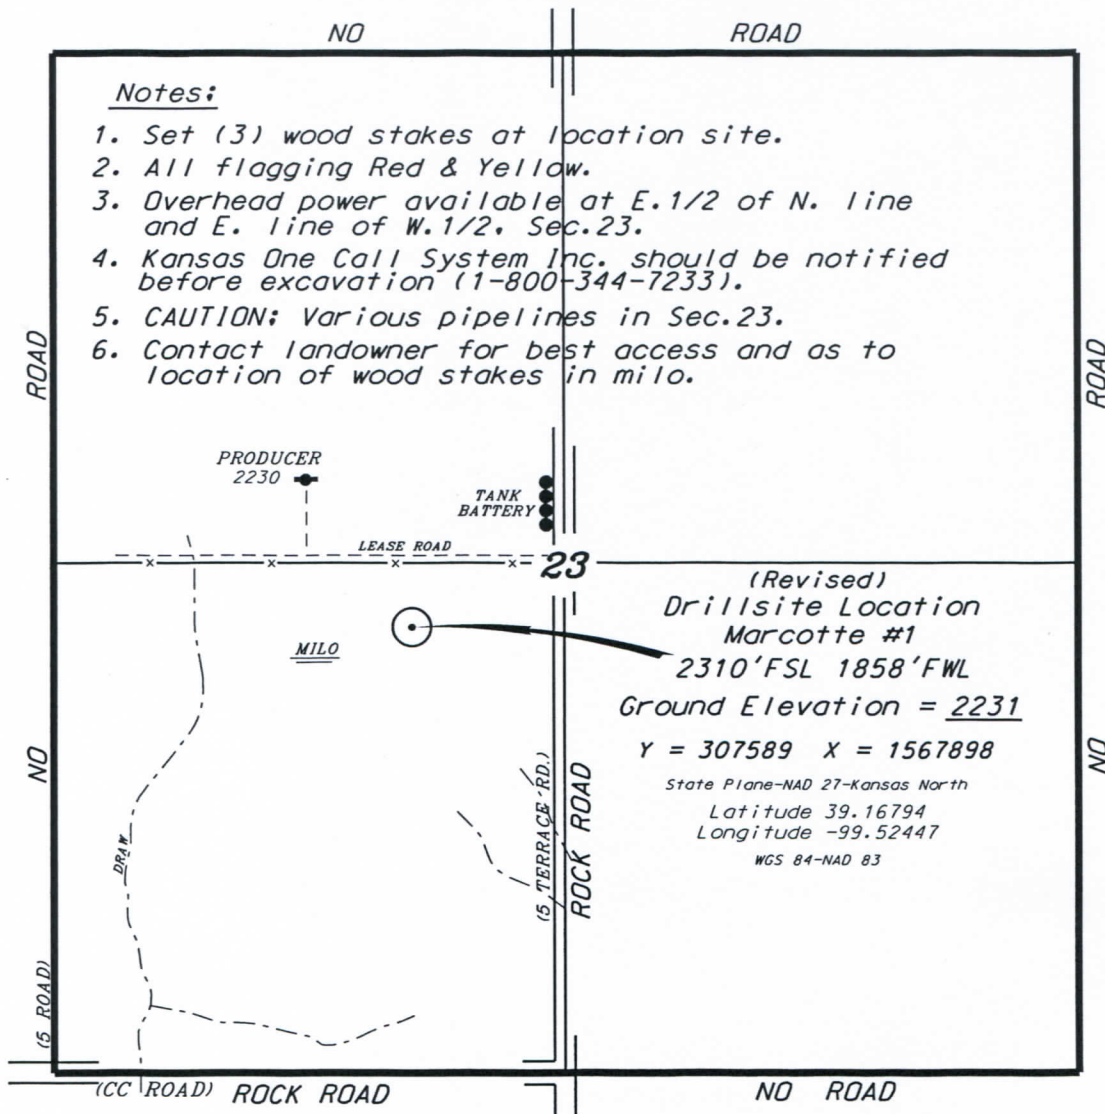 NO ROAD
Notes:
1. Set (3) wood stakes at location site.
2. All flagging Red & Yellow.
3. Overhead power available at E.1/2 of N. line
and E. line of W.1/2, Sec.23.
4. Kansas One Call System Inc. should be notified
before excavation (1-800-344-7233).
5. CAUTION: Various pipelines in Sec.23.
6. Contact landowner for best access and as to
location of wood stakes in milo.
ROAD
ROAD
PRODUCER
2230
TANK
BATTERY
LEASE ROAD
23
(Revised)
Drillsite Location
Marcotte #1
2310'FSL 1858'FWL
Ground Elevation = 2231
Y = 307589 X = 1567898
State Plane-NAD 27-Kansas North
Latitude 39.16794
Longitude -99.52447
WGS 84-NAD 83
MILO
NO
NO
DRAW
(5 TERRACE RD.)
ROCK ROAD
(5 ROAD)
(CC ROAD) ROCK ROAD
NO ROAD